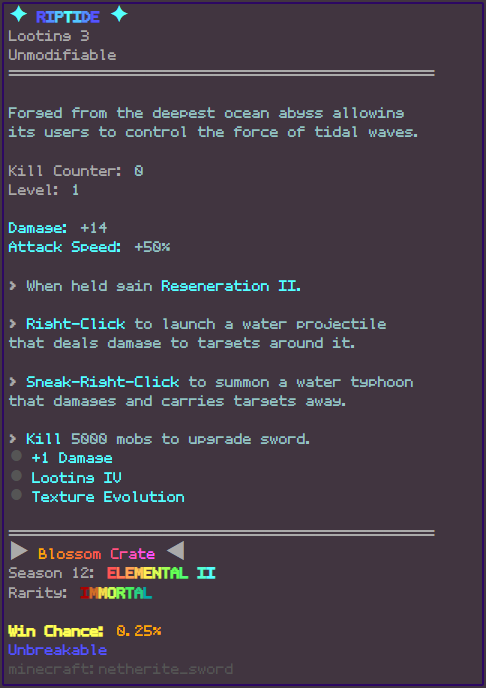 ✦ RIPTIDE ✦
Looting 3
Unmodifiable
Forged from the deepest ocean abyss allowing
its users to control the force of tidal waves.
Kill Counter: 0
Level: 1
Damage: +14
Attack Speed: +50%
> When held gain Regeneration II.
> Right-Click to launch a water projectile
that deals damage to targets around it.
> Sneak-Right-Click to summon a water typhoon
that damages and carries targets away.
> Kill 5000 mobs to upgrade sword.
● +1 Damage
● Looting IV
● Texture Evolution
▶ Blossom Crate ◀
Season 12: ELEMENTAL II
Rarity: IMMORTAL
Win Chance: 0.25%
Unbreakable
minecraft:netherite_sword